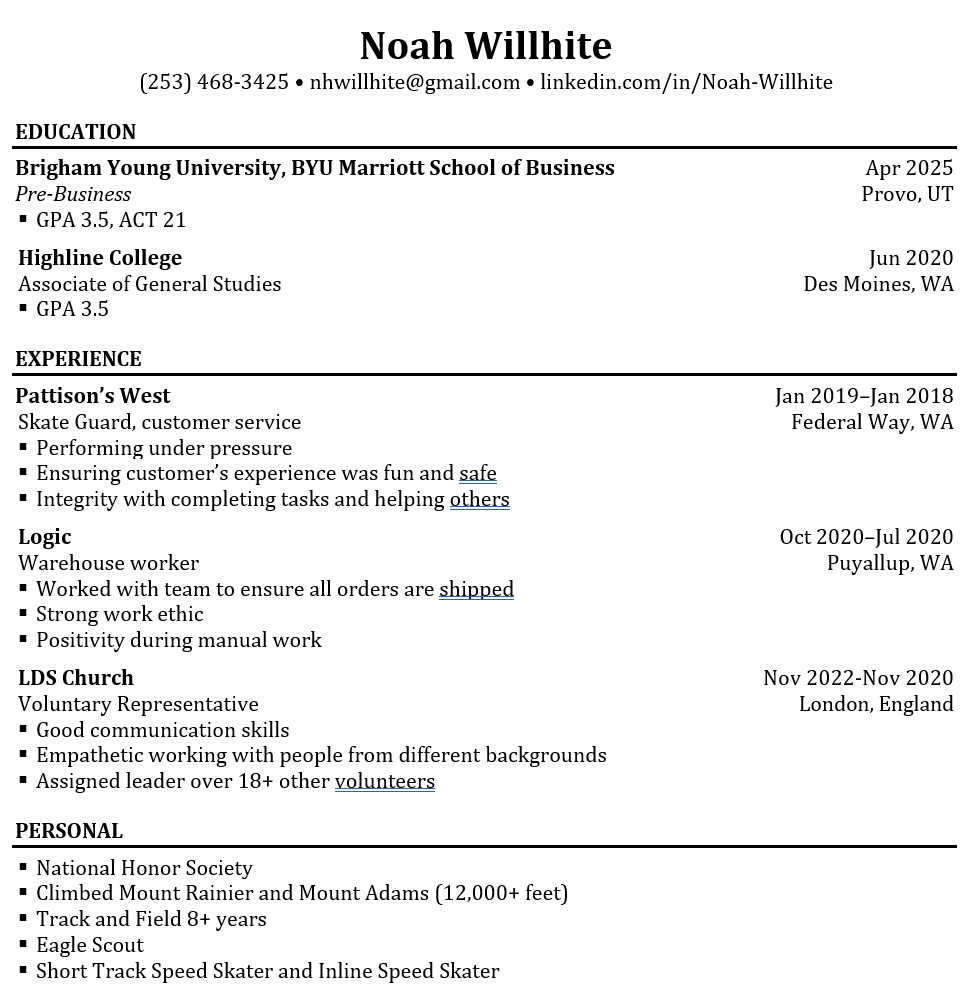 Noah Willhite
(253) 468-3425 • nhwillhite@gmail.com • linkedin.com/in/Noah-Willhite
EDUCATION
Brigham Young University, BYU Marriott School of Business Apr 2025
Pre-Business Provo, UT
▪ GPA 3.5, ACT 21
Highline College Jun 2020
Associate of General Studies Des Moines, WA
▪ GPA 3.5
EXPERIENCE
Pattison’s West Jan 2019–Jan 2018
Skate Guard, customer service Federal Way, WA
▪ Performing under pressure
▪ Ensuring customer’s experience was fun and safe
▪ Integrity with completing tasks and helping others
Logic Oct 2020–Jul 2020
Warehouse worker Puyallup, WA
▪ Worked with team to ensure all orders are shipped
▪ Strong work ethic
▪ Positivity during manual work
LDS Church Nov 2022-Nov 2020
Voluntary Representative London, England
▪ Good communication skills
▪ Empathetic working with people from different backgrounds
▪ Assigned leader over 18+ other volunteers
PERSONAL
▪ National Honor Society
▪ Climbed Mount Rainier and Mount Adams (12,000+ feet)
▪ Track and Field 8+ years
▪ Eagle Scout
▪ Short Track Speed Skater and Inline Speed Skater